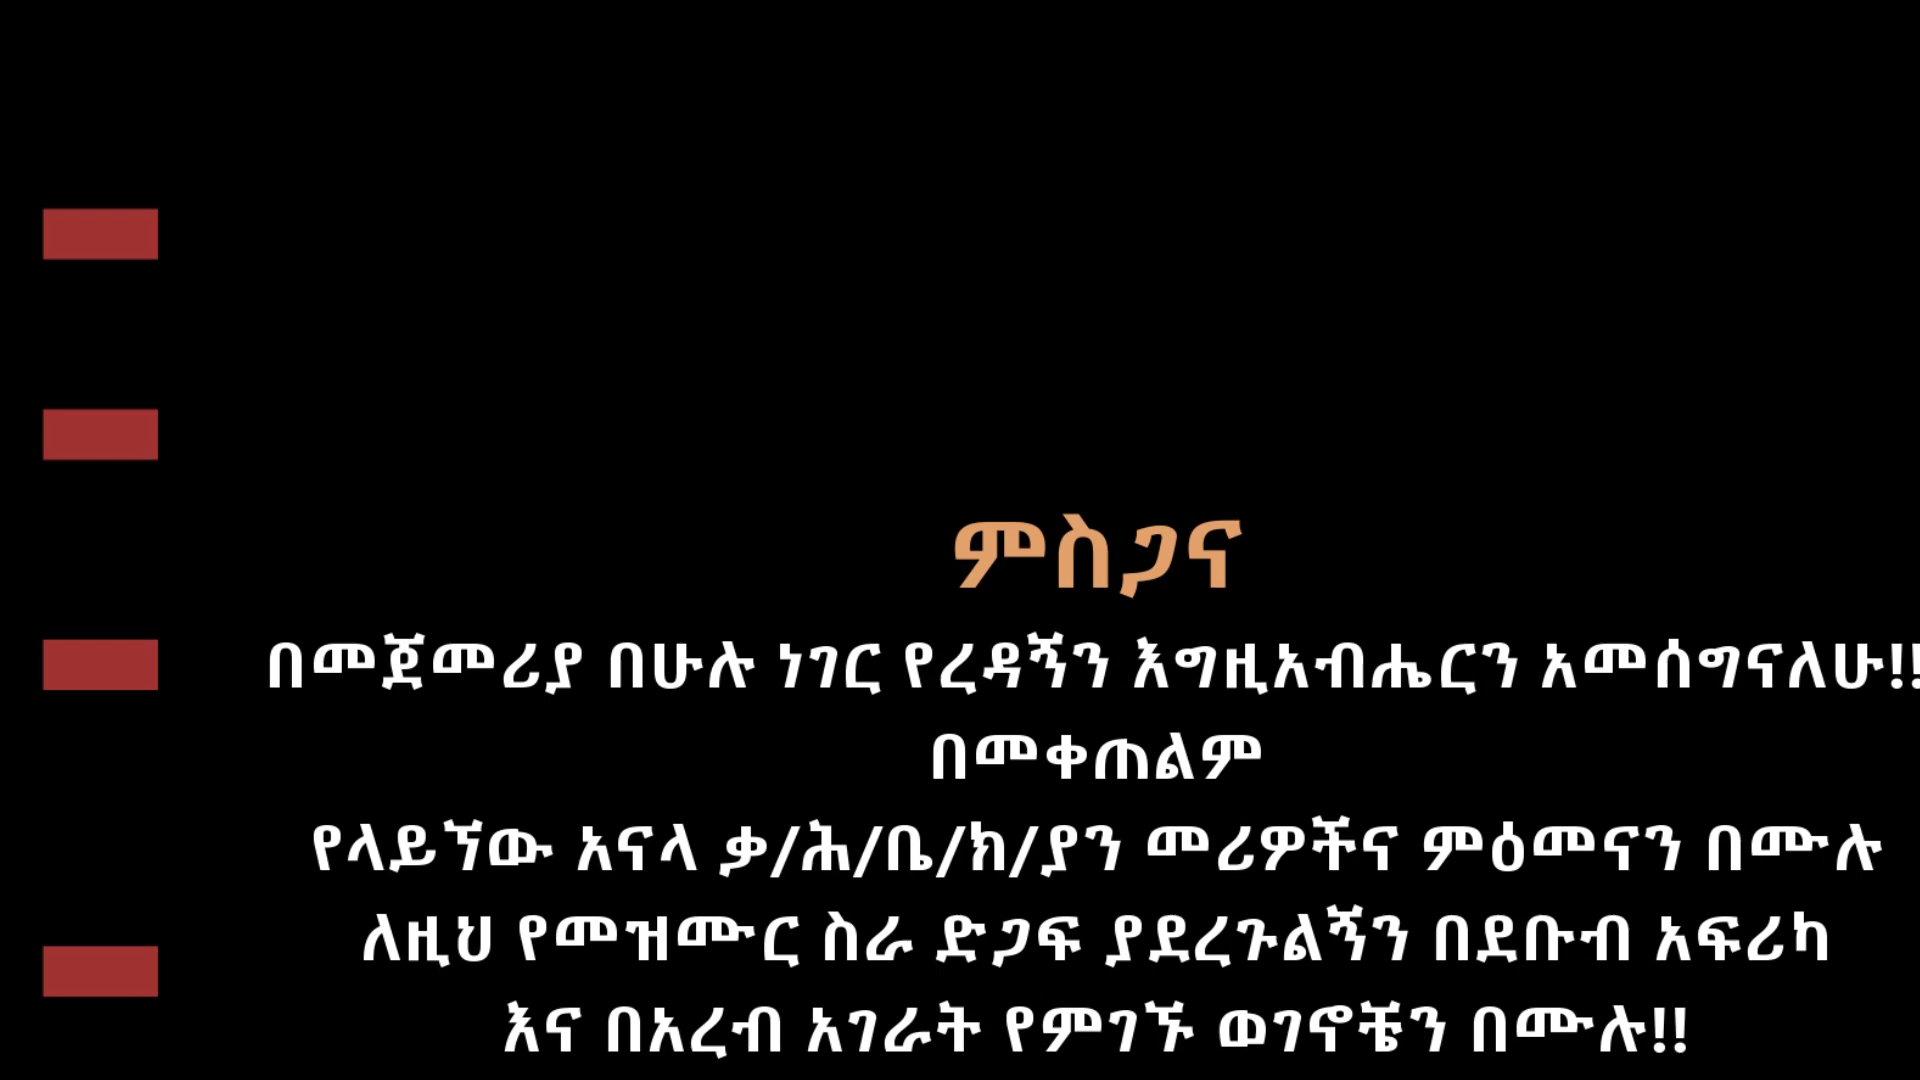 ምስጋና
በመጀመሪያ በሁሉ ነገር የረዳኝን እግዚአብሔርን አመሰግናለሁ!!
በመቀጠልም
የላይኘው አናላ ቃ/ሕ/ቤ/ክ/ያን መሪዎችና ምዕመናን በሙሉ
ለዚህ የመዝሙር ስራ ድጋፍ ያደረጉልኝን በደቡብ አፍሪካ
እና በአረብ አገራት የምገኙ ወገኖቼን በሙሉ!!